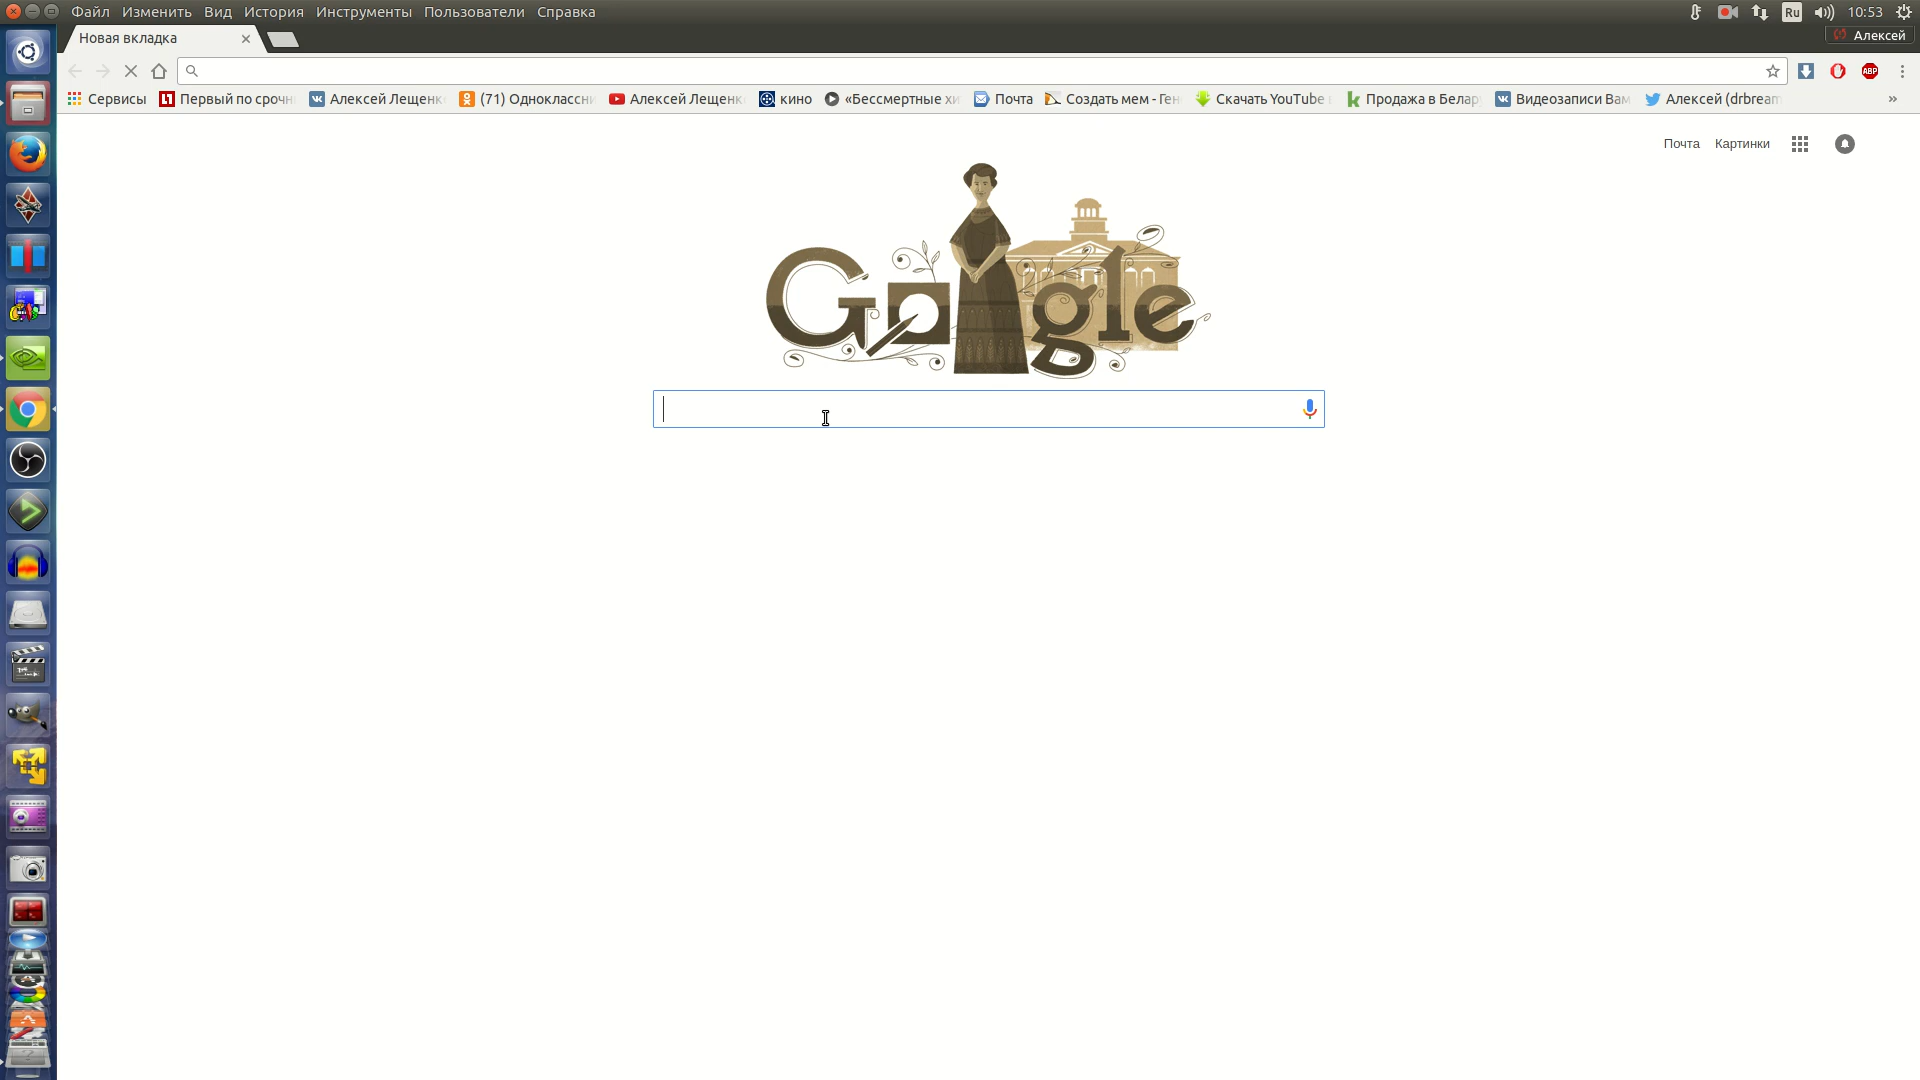 Файл Изменить Вид История Инструменты Пользователи Справка Ru 10:53
Новая вкладка Алексей
Сервисы Первый по срочн Алексей Лещенк (71) Одноклассни Алексей Лещенк кино «Бессмертные хи Почта Создать мем - Ген Скачать YouTube Продажа в Белар Видеозаписи Вам Алексей (drbream »
ABP
Почта Картинки
Google